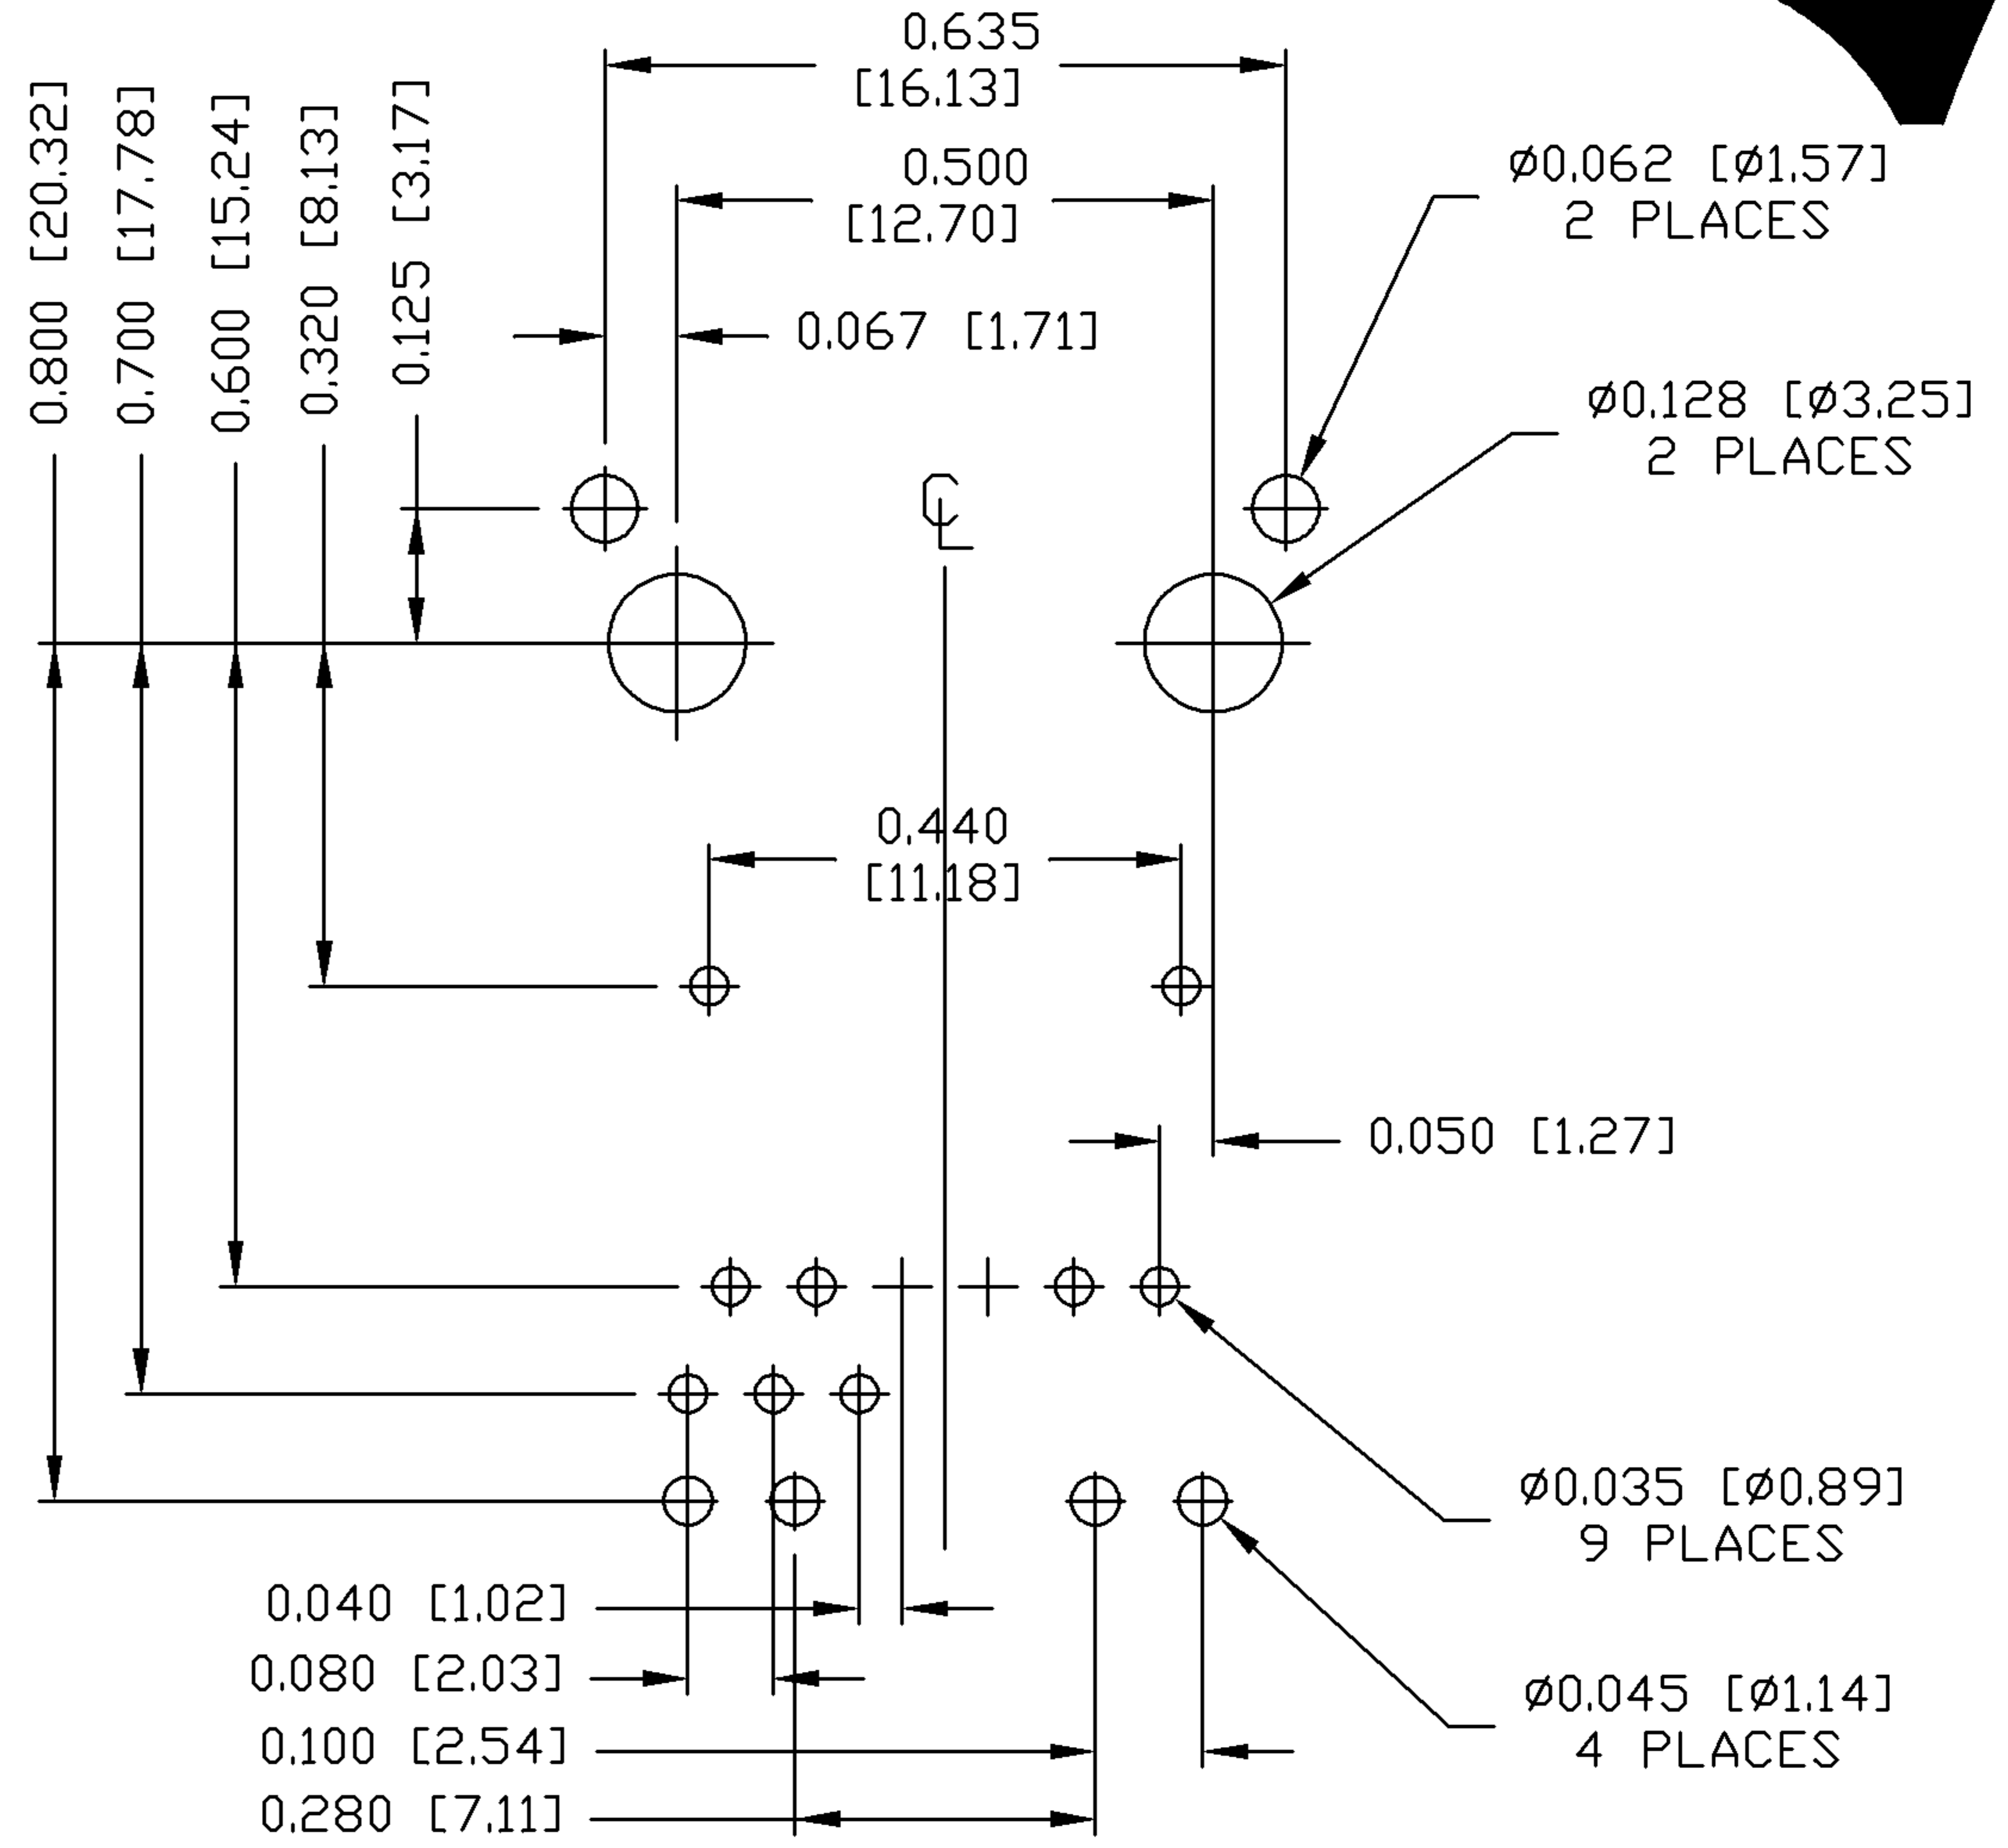 0.635
[16.13]
0.500
[12.70]
0.067 [1.71]
0.800 [20.32]
0.700 [17.78]
0.600 [15.24]
0.320 [8.13]
0.125 [3.17]
ø0.062 [ø1.57]
2 PLACES
ø0.128 [ø3.25]
2 PLACES
CL
0.440
[11.18]
0.050 [1.27]
ø0.035 [ø0.89]
9 PLACES
0.040 [1.02]
0.080 [2.03]
0.100 [2.54]
0.280 [7.11]
ø0.045 [ø1.14]
4 PLACES